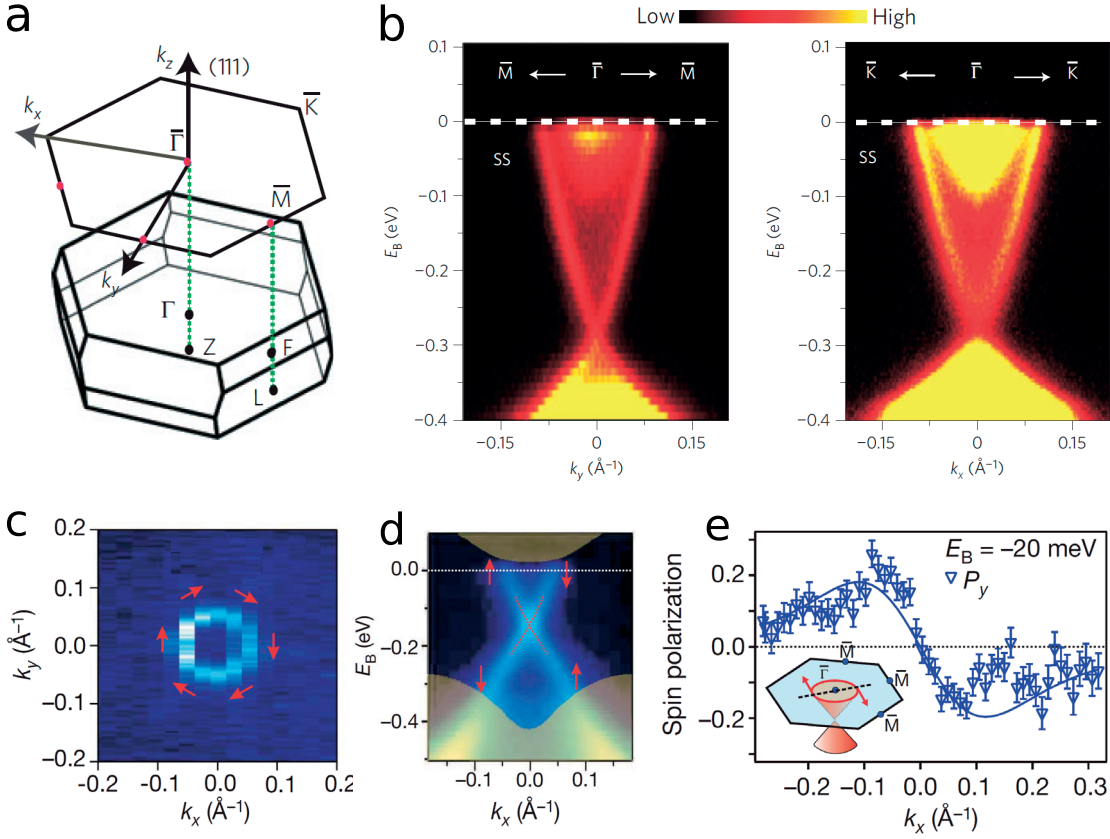 a
k_z
(111)
k_x
Γ̅
K̅
M̅
k_y
Γ
Z
F
L
b
Low
High
0.1
0
−0.1
−0.2
−0.3
−0.4
E_B (eV)
M̅ ← Γ̅ → M̅
SS
−0.15
0
0.15
k_y (Å⁻¹)
0.1
0
−0.1
−0.2
−0.3
−0.4
E_B (eV)
K̅ ← Γ̅ → K̅
SS
−0.15
0
0.15
k_x (Å⁻¹)
c
0.2
0.1
0.0
−0.1
−0.2
k_y (Å⁻¹)
−0.2
-0.1
0.0
0.1
0.2
k_x (Å⁻¹)
d
0.0
−0.2
−0.4
E_B (eV)
−0.1
0.0
0.1
k_x (Å⁻¹)
e
Spin polarization
0.2
0.0
−0.2
E_B = −20 meV
P_y
M̅
Γ̅
M̅
M̅
−0.2
−0.1
0.0
0.1
0.2
0.3
k_x (Å⁻¹)